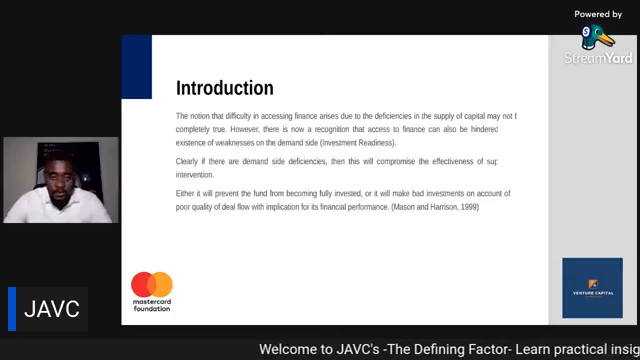 Powered by
StreamYard
Introduction
The notion that difficulty in accessing finance arises due to the deficiencies in the supply of capital may not b
completely true. However, there is now a recognition that access to finance can also be hindered
existence of weaknesses on the demand side (Investment Readiness).
Clearly if there are demand side deficiencies, then this will compromise the effectiveness of sup
intervention.
Either it will prevent the fund from becoming fully invested, or it will make bad investments on account of
poor quality of deal flow with implication for its financial performance. (Mason and Harrison, 1999)
mastercard
foundation
VENTURE CAPITAL
JAVC
Welcome to JAVC's -The Defining Factor- Learn practical insig